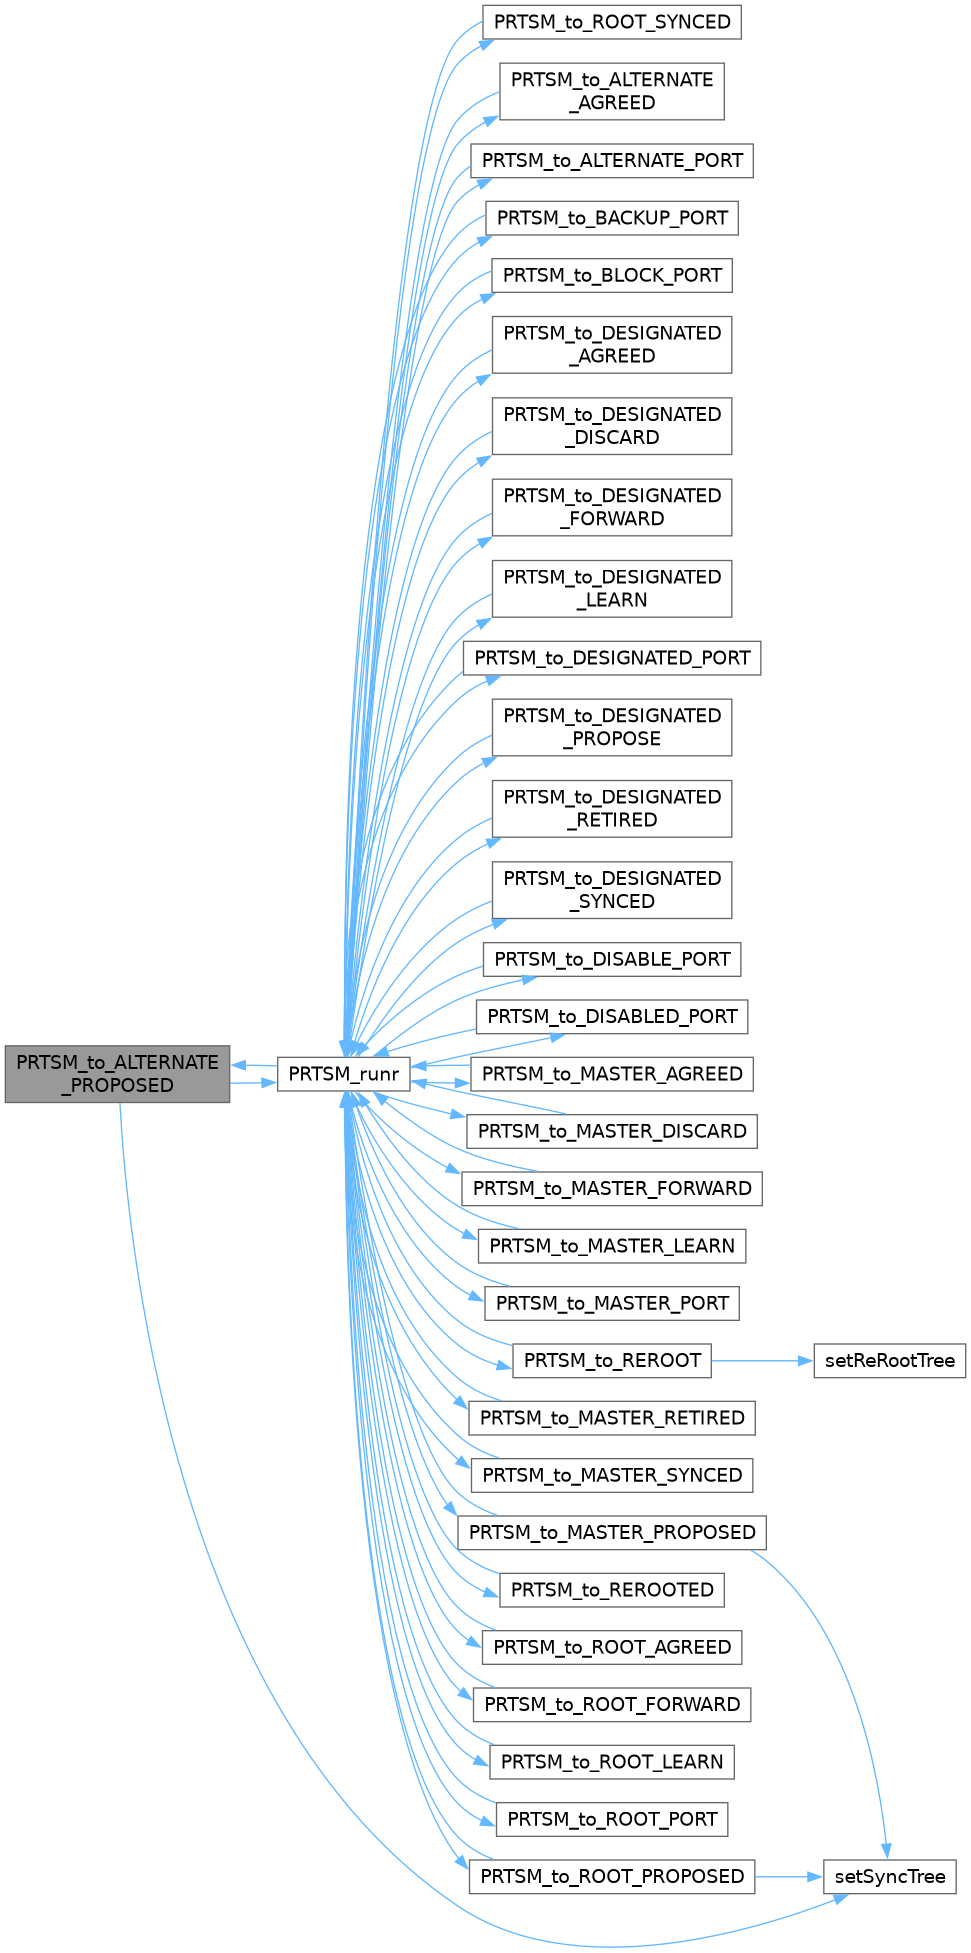 PRTSM_to_ROOT_SYNCED
PRTSM_to_ALTERNATE
_AGREED
PRTSM_to_ALTERNATE_PORT
PRTSM_to_BACKUP_PORT
PRTSM_to_BLOCK_PORT
PRTSM_to_DESIGNATED
_AGREED
PRTSM_to_DESIGNATED
_DISCARD
PRTSM_to_DESIGNATED
_FORWARD
PRTSM_to_DESIGNATED
_LEARN
PRTSM_to_DESIGNATED_PORT
PRTSM_to_DESIGNATED
_PROPOSE
PRTSM_to_DESIGNATED
_RETIRED
PRTSM_to_DESIGNATED
_SYNCED
PRTSM_to_DISABLE_PORT
PRTSM_to_DISABLED_PORT
PRTSM_to_ALTERNATE
_PROPOSED
PRTSM_runr
PRTSM_to_MASTER_AGREED
PRTSM_to_MASTER_DISCARD
PRTSM_to_MASTER_FORWARD
PRTSM_to_MASTER_LEARN
PRTSM_to_MASTER_PORT
PRTSM_to_REROOT
setReRootTree
PRTSM_to_MASTER_RETIRED
PRTSM_to_MASTER_SYNCED
PRTSM_to_MASTER_PROPOSED
PRTSM_to_REROOTED
PRTSM_to_ROOT_AGREED
PRTSM_to_ROOT_FORWARD
PRTSM_to_ROOT_LEARN
PRTSM_to_ROOT_PORT
PRTSM_to_ROOT_PROPOSED
setSyncTree